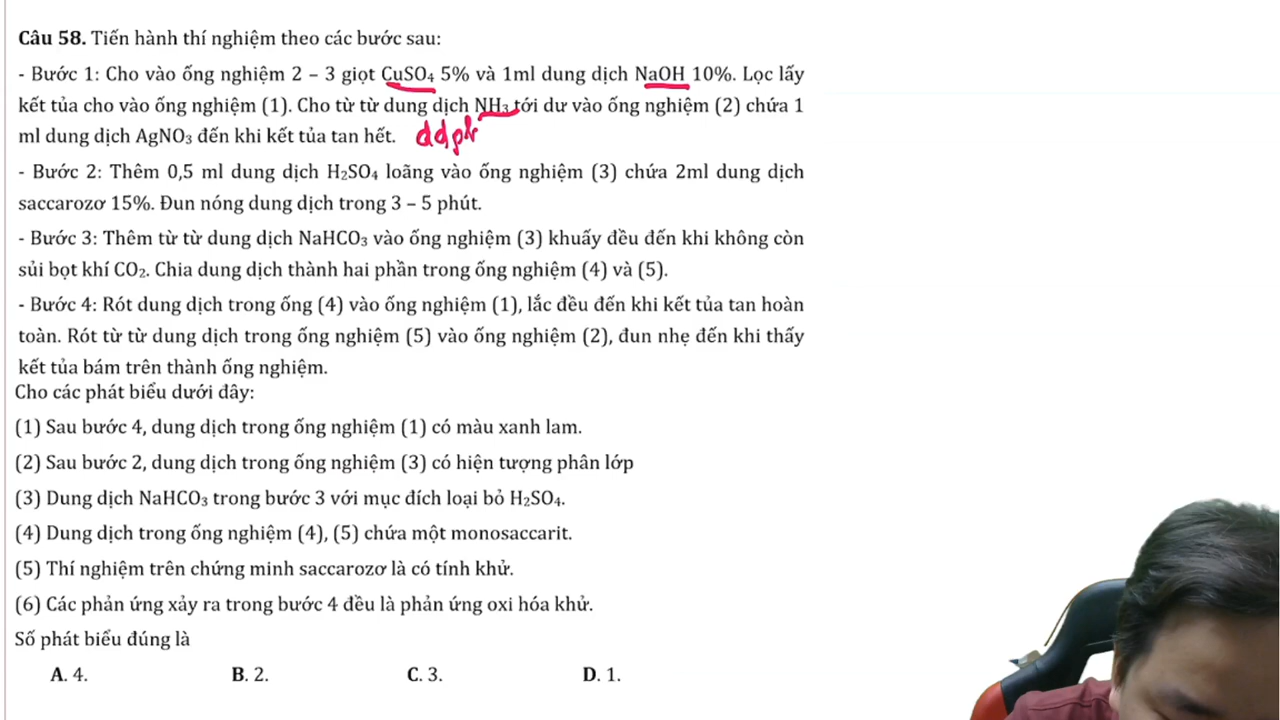 Câu 58. Tiến hành thí nghiệm theo các bước sau:
- Bước 1: Cho vào ống nghiệm 2 – 3 giọt CuSO₄ 5% và 1ml dung dịch NaOH 10%. Lọc lấy
kết tủa cho vào ống nghiệm (1). Cho từ từ dung dịch NH₃ tới dư vào ống nghiệm (2) chứa 1
ml dung dịch AgNO₃ đến khi kết tủa tan hết.
- Bước 2: Thêm 0,5 ml dung dịch H₂SO₄ loãng vào ống nghiệm (3) chứa 2ml dung dịch
saccarozơ 15%. Đun nóng dung dịch trong 3 – 5 phút.
- Bước 3: Thêm từ từ dung dịch NaHCO₃ vào ống nghiệm (3) khuấy đều đến khi không còn
sủi bọt khí CO₂. Chia dung dịch thành hai phần trong ống nghiệm (4) và (5).
- Bước 4: Rót dung dịch trong ống (4) vào ống nghiệm (1), lắc đều đến khi kết tủa tan hoàn
toàn. Rót từ từ dung dịch trong ống nghiệm (5) vào ống nghiệm (2), đun nhẹ đến khi thấy
kết tủa bám trên thành ống nghiệm.
Cho các phát biểu dưới đây:
(1) Sau bước 4, dung dịch trong ống nghiệm (1) có màu xanh lam.
(2) Sau bước 2, dung dịch trong ống nghiệm (3) có hiện tượng phân lớp
(3) Dung dịch NaHCO₃ trong bước 3 với mục đích loại bỏ H₂SO₄.
(4) Dung dịch trong ống nghiệm (4), (5) chứa một monosaccarit.
(5) Thí nghiệm trên chứng minh saccarozơ là có tính khử.
(6) Các phản ứng xảy ra trong bước 4 đều là phản ứng oxi hóa khử.
Số phát biểu đúng là
A. 4. B. 2. C. 3. D. 1.